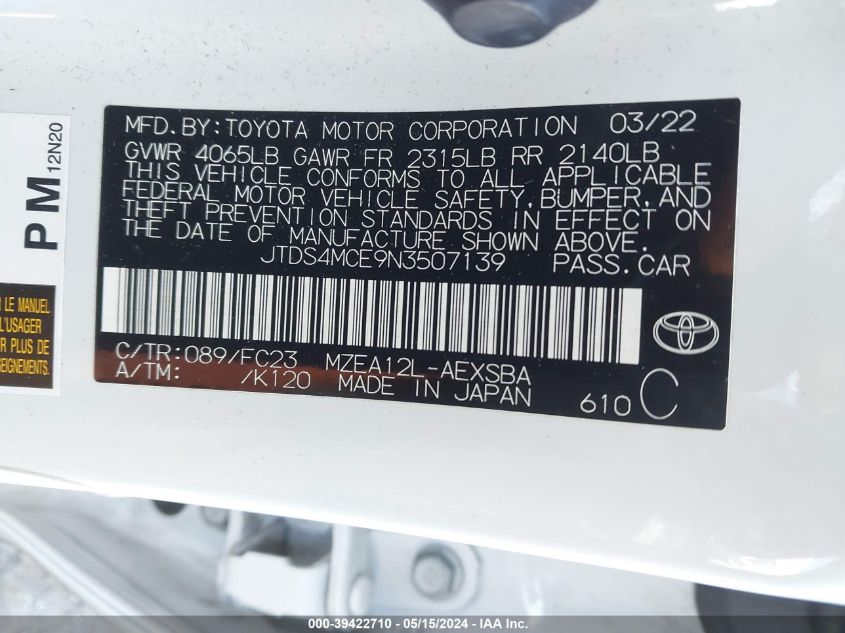 MFD. BY: TOYOTA MOTOR CORPORATION 03/22
GVWR 4065LB GAWR FR 2315LB RR 2140LB
THIS VEHICLE CONFORMS TO ALL APPLICABLE
FEDERAL MOTOR VEHICLE SAFETY, BUMPER, AND
THEFT PREVENTION STANDARDS IN EFFECT ON
THE DATE OF MANUFACTURE SHOWN ABOVE.
JTDS4MCE9N3507139 PASS.CAR
C/TR: 089/FC23 MZEA12L-AEXSBA
A/TM: /K120 MADE IN JAPAN
610 C
PM 12N20
LE MANUEL
L'USAGER
R PLUS DE
SEIGNEMENTS.
000-39422710 - 05/15/2024 - IAA Inc.